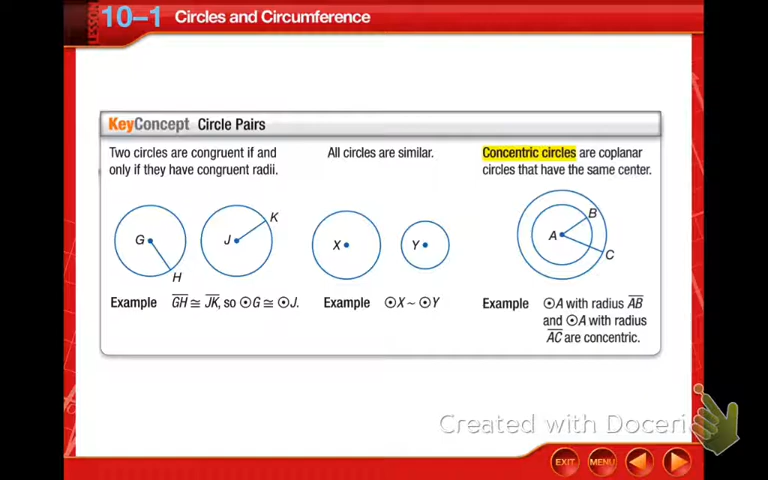 LESSON 10–1 Circles and Circumference
KeyConcept Circle Pairs
Two circles are congruent if and
only if they have congruent radii.
G
H
J
K
Example GH ≅ JK, so ⊙G ≅ ⊙J.
All circles are similar.
X
Y
Example ⊙X ~ ⊙Y
Concentric circles are coplanar
circles that have the same center.
A
B
C
Example ⊙A with radius AB
and ⊙A with radius
AC are concentric.
Created with Doceri
EXIT MENU